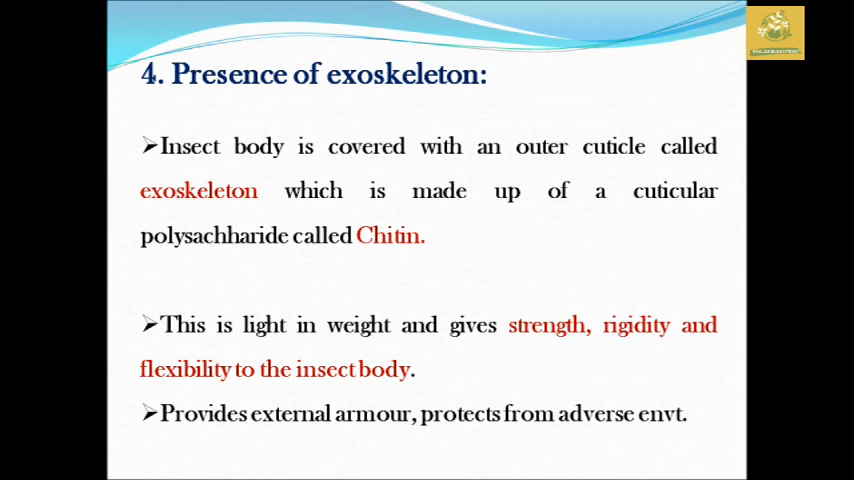 4. Presence of exoskeleton:
➢Insect body is covered with an outer cuticle called
exoskeleton which is made up of a cuticular
polysachharide called Chitin.
➢This is light in weight and gives strength, rigidity and
flexibility to the insect body.
➢Provides external armour, protects from adverse envt.